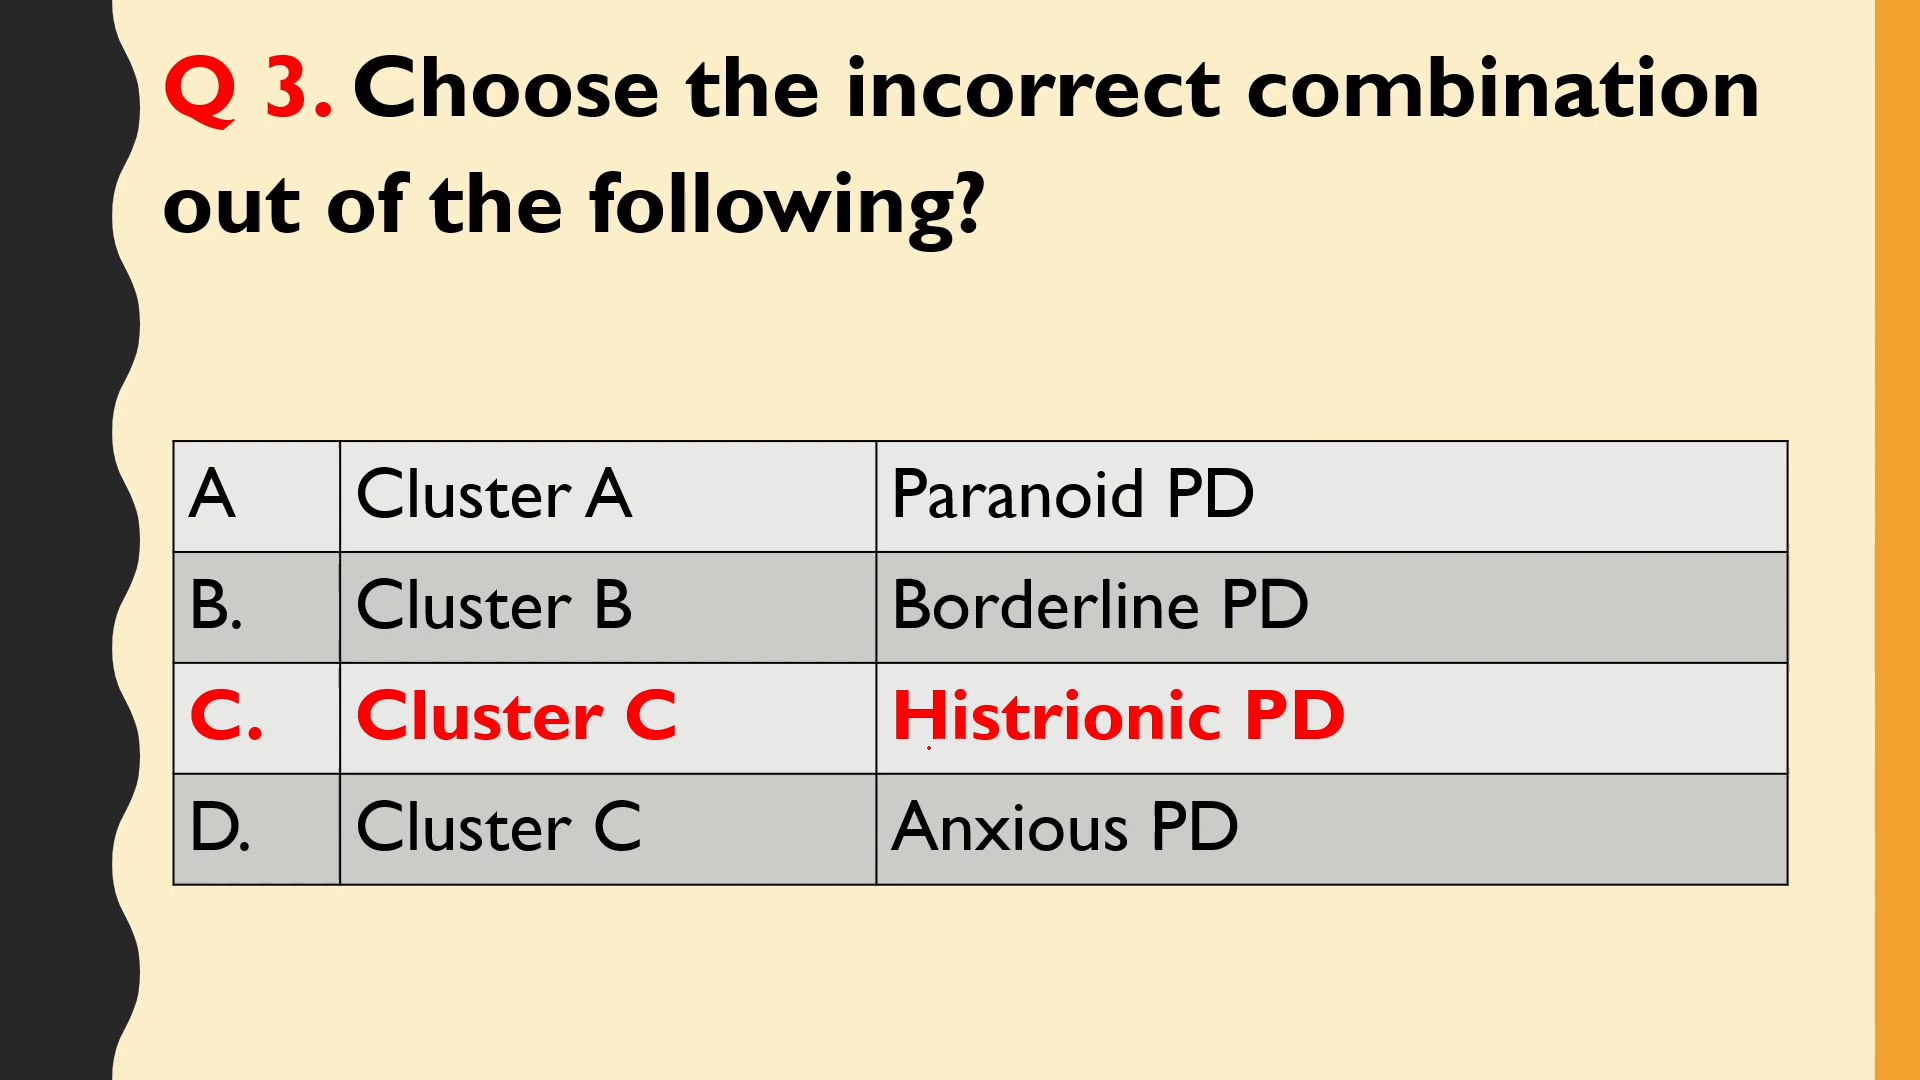 Q 3. Choose the incorrect combination
out of the following?
A Cluster A Paranoid PD
B. Cluster B Borderline PD
C. Cluster C Histrionic PD
D. Cluster C Anxious PD